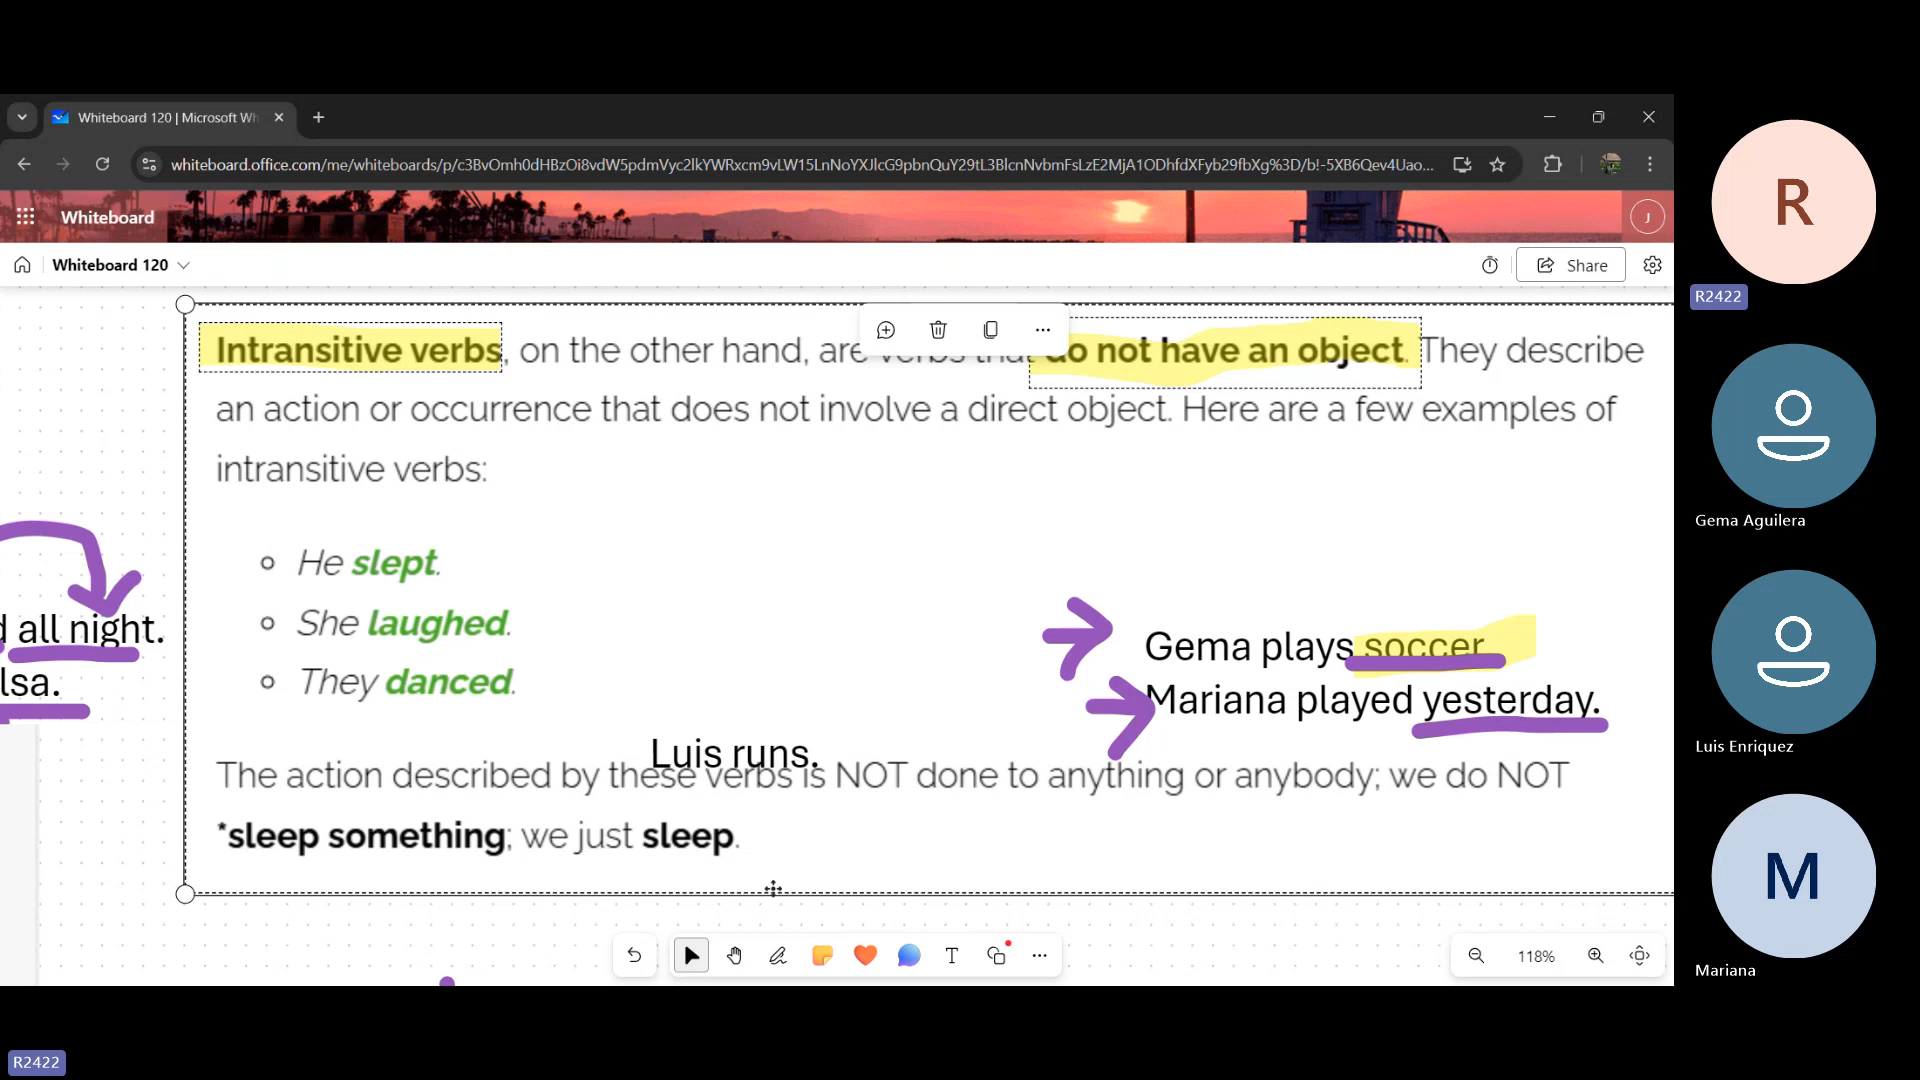 Whiteboard 120 | Microsoft Wh
whiteboard.office.com/me/whiteboards/p/c3BvOmh0dHBzOi8vdW5pdmVyc2lkYWRxcm9vLW15LnNoYXJlcG9pbnQuY29tL3BlcnNvbmFsLzE2MjA1ODhfdXFyb29fbXg%3D/b!-5XB6Qev4Uao...
Whiteboard
J
Whiteboard 120
Share
Intransitive verbs, on the other hand, are verbs that do not have an object. They describe
an action or occurrence that does not involve a direct object. Here are a few examples of
intransitive verbs:
He slept.
She laughed.
They danced.
all night.
lsa.
Gema plays soccer
Mariana played yesterday.
Luis runs.
The action described by these verbs is NOT done to anything or anybody; we do NOT
*sleep something; we just sleep.
T
118%
R
R2422
Gema Aguilera
Luis Enriquez
M
Mariana
R2422